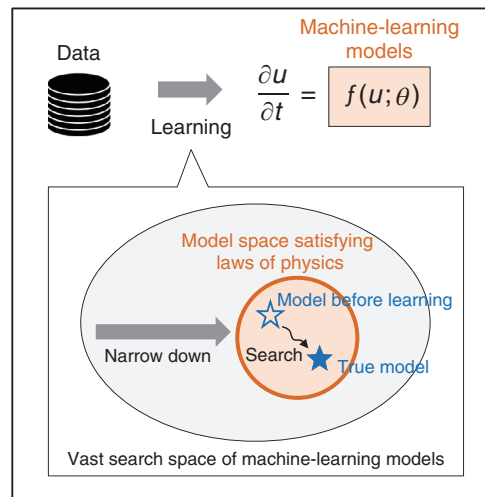 Machine-learning
models
Data
∂u
∂t
= f(u;θ)
Learning
Model space satisfying
laws of physics
Model before learning
Narrow down
Search
True model
Vast search space of machine-learning models